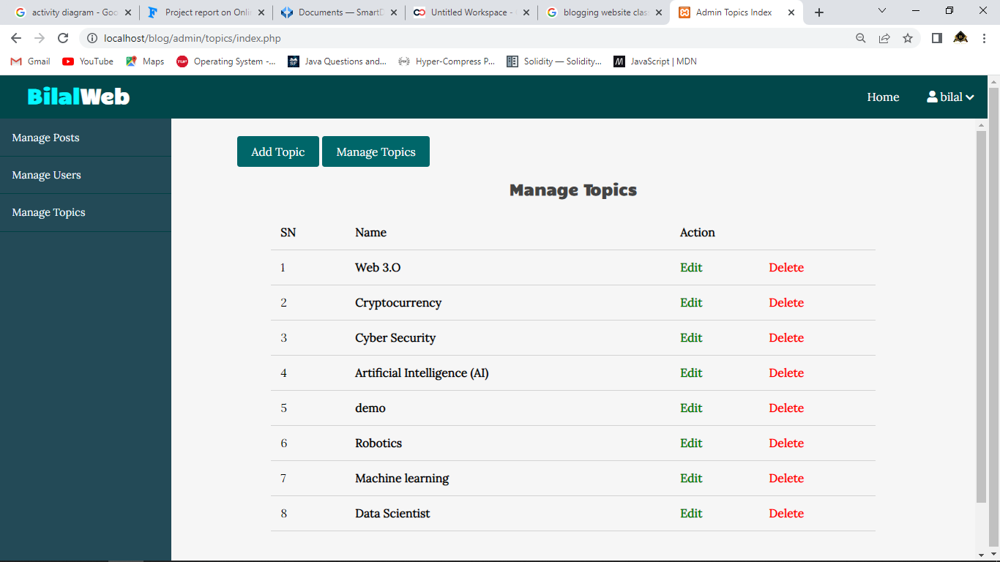 activity diagram - Goo
Project report on Onli
Documents — SmartD
Untitled Workspace -
blogging website clas
Admin Topics Index
localhost/blog/admin/topics/index.php
Gmail YouTube Maps Operating System -... Java Questions and... Hyper-Compress P... Solidity — Solidity... JavaScript | MDN
BilalWeb Home bilal
Manage Posts
Manage Users
Manage Topics
Add Topic Manage Topics
Manage Topics
SN Name Action
1 Web 3.O Edit Delete
2 Cryptocurrency Edit Delete
3 Cyber Security Edit Delete
4 Artificial Intelligence (AI) Edit Delete
5 demo Edit Delete
6 Robotics Edit Delete
7 Machine learning Edit Delete
8 Data Scientist Edit Delete